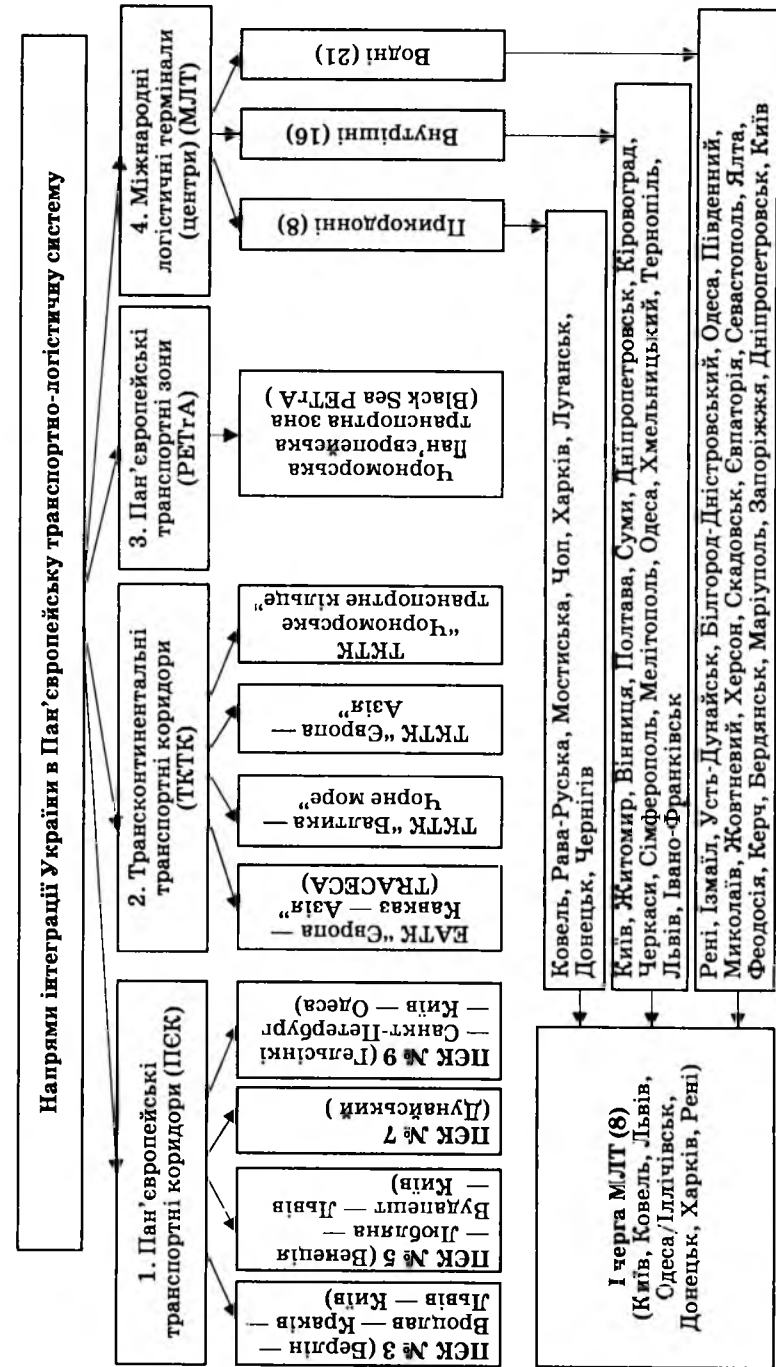 Напрями інтеграції України в Пан’європейську транспортно-логістичну систему
1. Пан’європейські
транспортні коридори (ПЄК)
2. Трансконтинентальні
транспортні коридори
(ТКТК)
3. Пан’європейські
транспортні зони
(PETrA)
4. Міжнародні
логістичні термінали
(центри) (МЛТ)
ПЄК № 3 (Берлін —
Вроцлав — Краків —
Львів — Київ)
ПЄК № 5 (Венеція
— Любляна —
Будапешт — Львів
— Київ)
ПЄК № 7
(Дунайський )
ПЄК № 9 (Гельсінкі
— Санкт-Петербург
— Київ — Одеса)
ЕАТК “Європа —
Кавказ — Азія”
(TRACECA)
ТКТК “Балтика —
Чорне море”
ТКТК “Європа —
Азія”
ТКТК
“Чорноморське
транспортне кільце”
Чорноморська
Пан’європейська
транспортна зона
(Black Sea PETrA )
Прикордонні (8)
Внутрішні (16)
Водні (21)
Ковель, Рава-Руська, Мостиська, Чоп, Харків, Луганськ,
Донецьк, Чернігів
Київ, Житомир, Вінниця, Полтава, Суми, Дніпропетровськ, Кіровоград,
Черкаси, Сімферополь, Мелітополь, Одеса, Хмельницький, Тернопіль,
Львів, Івано-Франківськ
Рені, Ізмаїл, Усть-Дунайськ, Білгород-Дністровський, Одеса, Південний,
Миколаїв, Жовтневий, Херсон, Скадовськ, Євпаторія, Севастополь, Ялта,
Феодосія, Керч, Бердянськ, Маріуполь, Запоріжжя, Дніпропетровськ, Київ
І черга МЛТ (8)
(Київ, Ковель, Львів,
Одеса/Іллічівськ,
Донецьк, Харків, Рені)